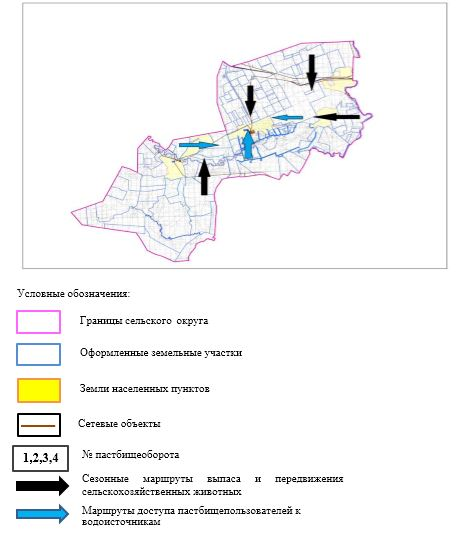 Условные обозначения:
Границы сельского округа
Оформленные земельные участки
Земли населенных пунктов
Сетевые объекты
1,2,3,4
№ пастбищеоборота
Сезонные маршруты выпаса и передвижения
сельскохозяйственных животных
Маршруты доступа пастбищепользователей к
водоисточникам